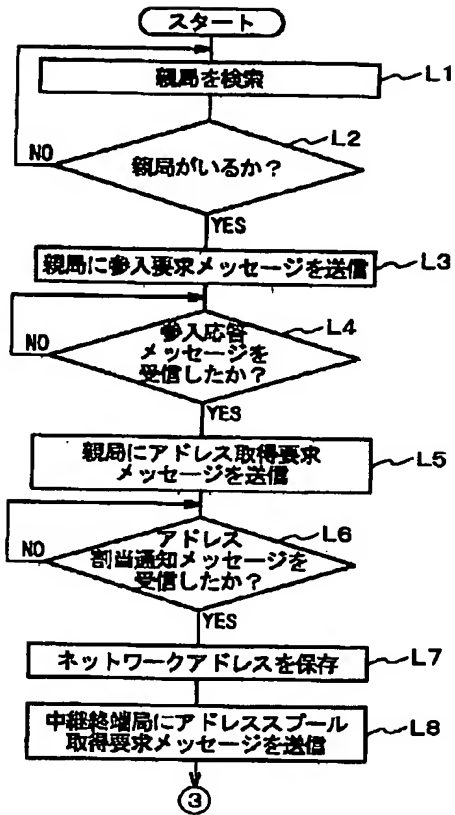 スタート
親局を検索
L1
親局がいるか？
L2
NO
YES
親局に参入要求メッセージを送信
L3
参入応答
メッセージを
受信したか？
L4
NO
YES
親局にアドレス取得要求
メッセージを送信
L5
アドレス
割当通知メッセージを
受信したか？
L6
NO
YES
ネットワークアドレスを保存
L7
中継終端局にアドレススプール
取得要求メッセージを送信
L8
③